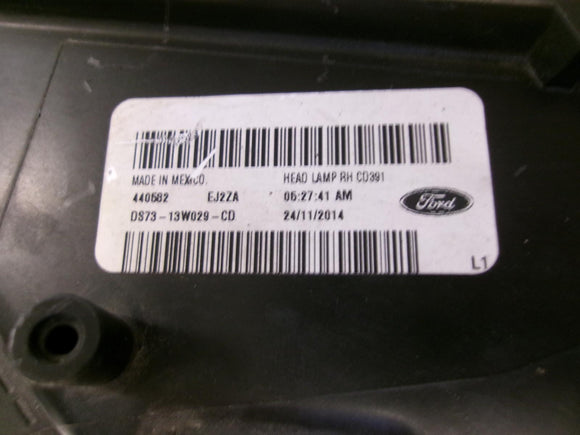 MADE IN MEXICO. HEAD LAMP RH CD391
440582 EJ2ZA 06:27:41 AM
DS73-13W029-CD 24/11/2014
Ford
L1